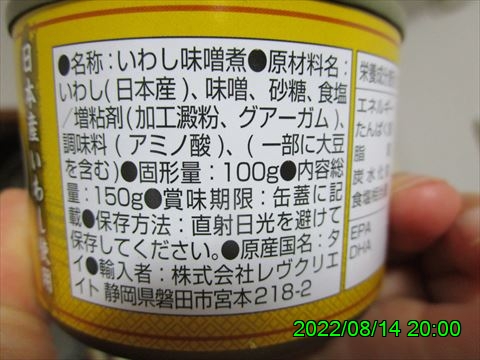 ●名称:いわし味噌煮●原材料名:
いわし(日本産)、味噌、砂糖、食塩
/増粘剤(加工澱粉、グアーガム)、
調味料(アミノ酸)、(一部に大豆
を含む)●固形量:100g●内容総
量:150g●賞味期限:缶蓋に記
載●保存方法:直射日光を避けて
保存してください。●原産国名:タ
イ●輸入者:株式会社レヴクリエ
イト 静岡県磐田市宮本218-2
日本産いわし使用
栄養成分
エネルギー
たんぱく
脂
炭水化
食塩相当
EPA
DHA
2022/08/14 20:00